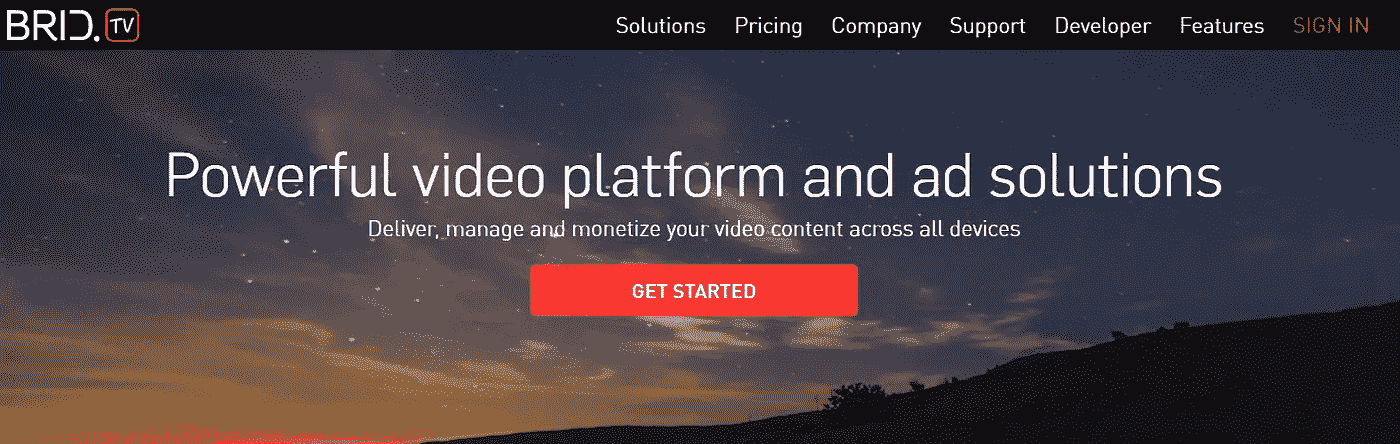 BRID.TV
Solutions Pricing Company Support Developer Features SIGN IN
Powerful video platform and ad solutions
Deliver, manage and monetize your video content across all devices
GET STARTED